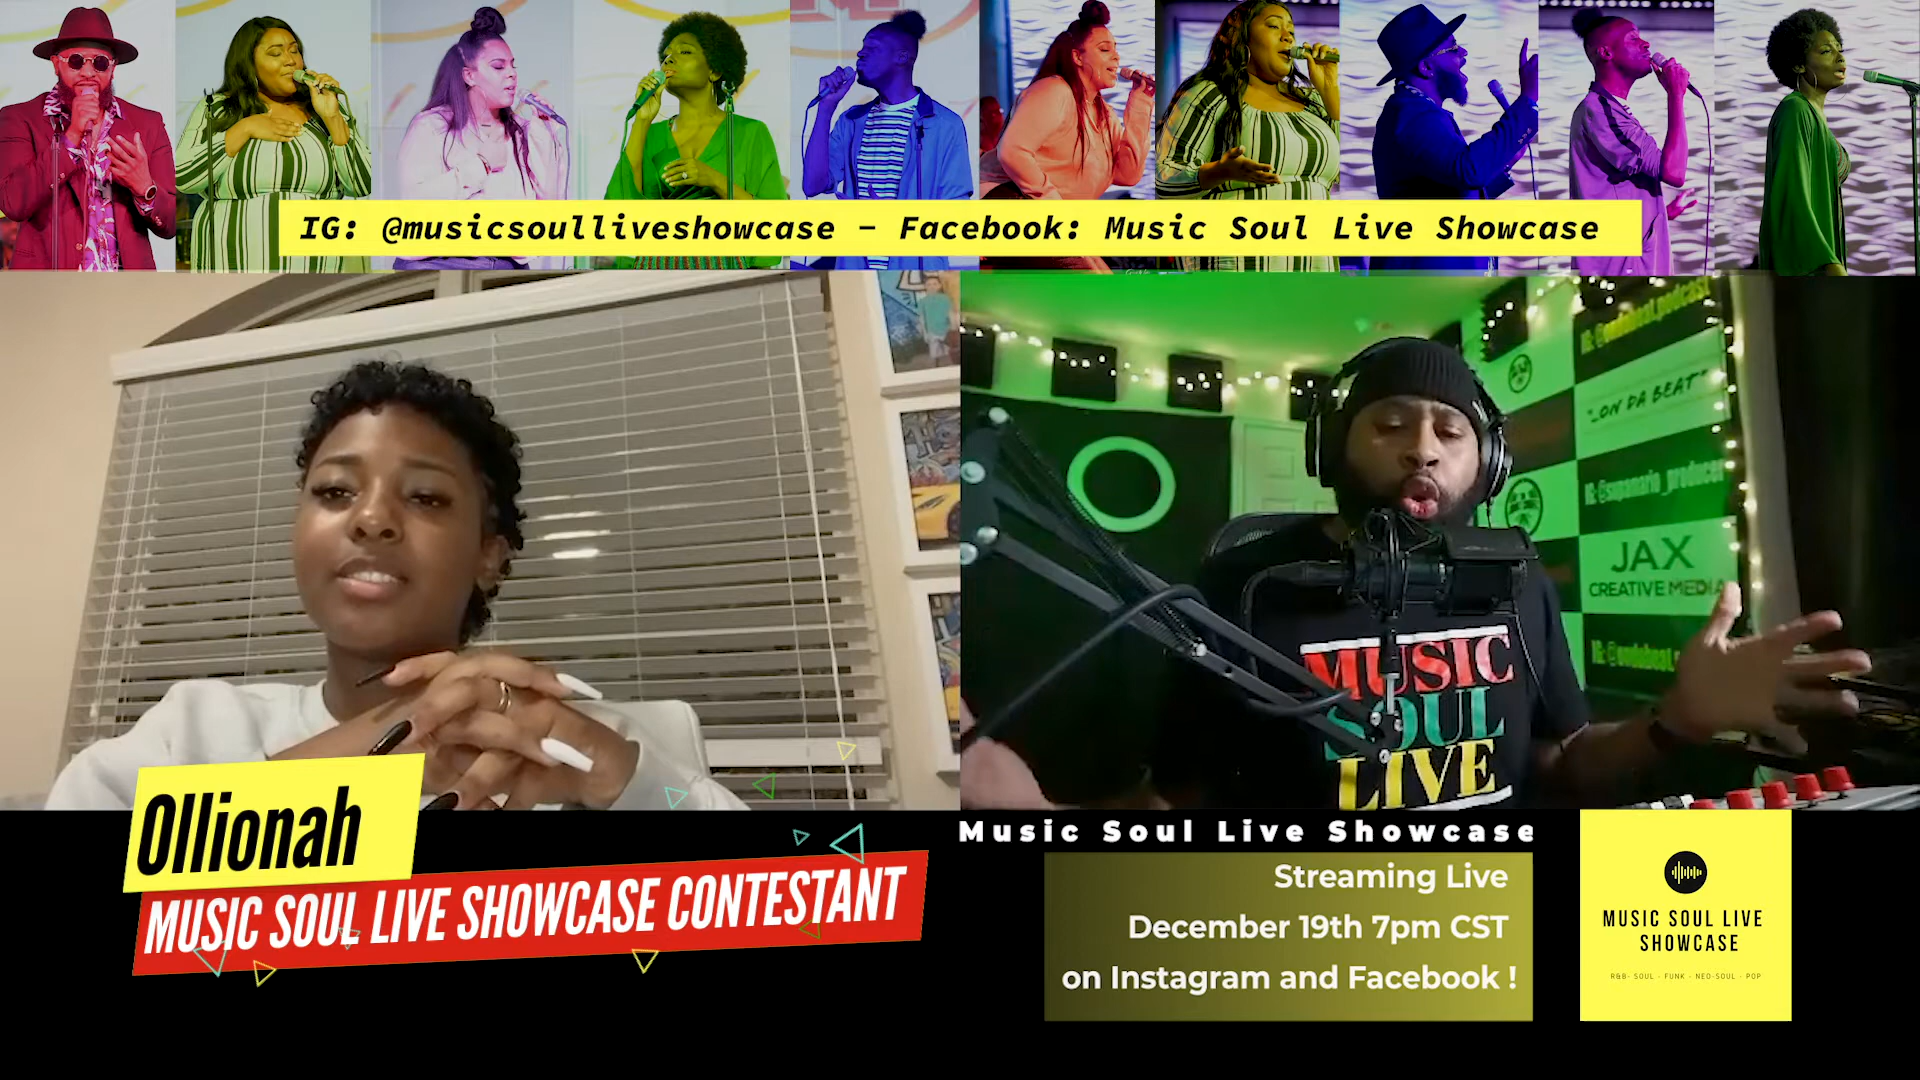 IG: @musicsoulliveshowcase - Facebook: Music Soul Live Showcase
"..ON DA BEAT"
IG:@supamario_producer
JAX
CREATIVE MEDIA
MUSIC
SOUL
LIVE
Ollionah
MUSIC SOUL LIVE SHOWCASE CONTESTANT
Music Soul Live Showcase
Streaming Live
December 19th 7pm CST
on Instagram and Facebook !
MUSIC SOUL LIVE
SHOWCASE
R&B- SOUL - FUNK - NEO-SOUL - POP